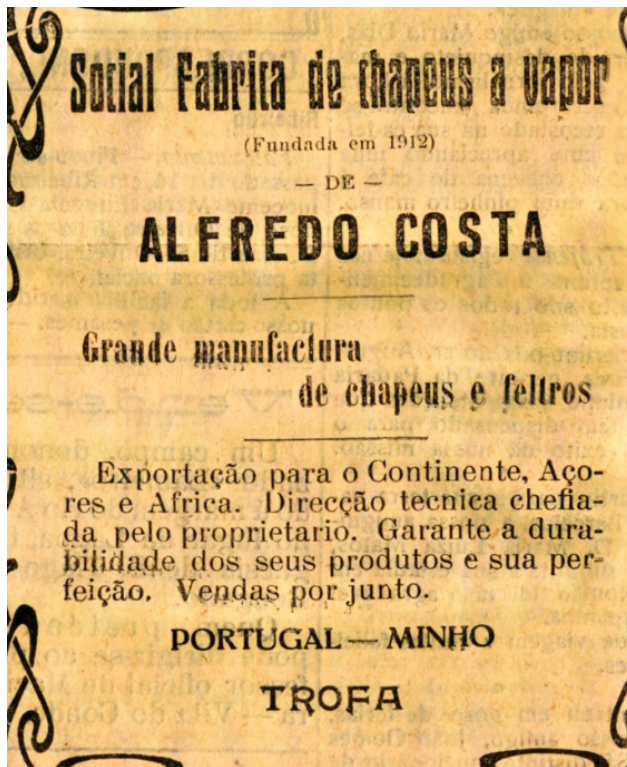 Social Fabrica de chapeus a vapor
(Fundada em 1912)
— DE —
ALFREDO COSTA
Grande manufactura
de chapeus e feltros
Exportação para o Continente, Aço-
res e Africa. Direcção tecnica chefia-
da pelo proprietario. Garante a dura-
bilidade dos seus produtos e sua per-
feição. Vendas por junto.
PORTUGAL — MINHO
TROFA